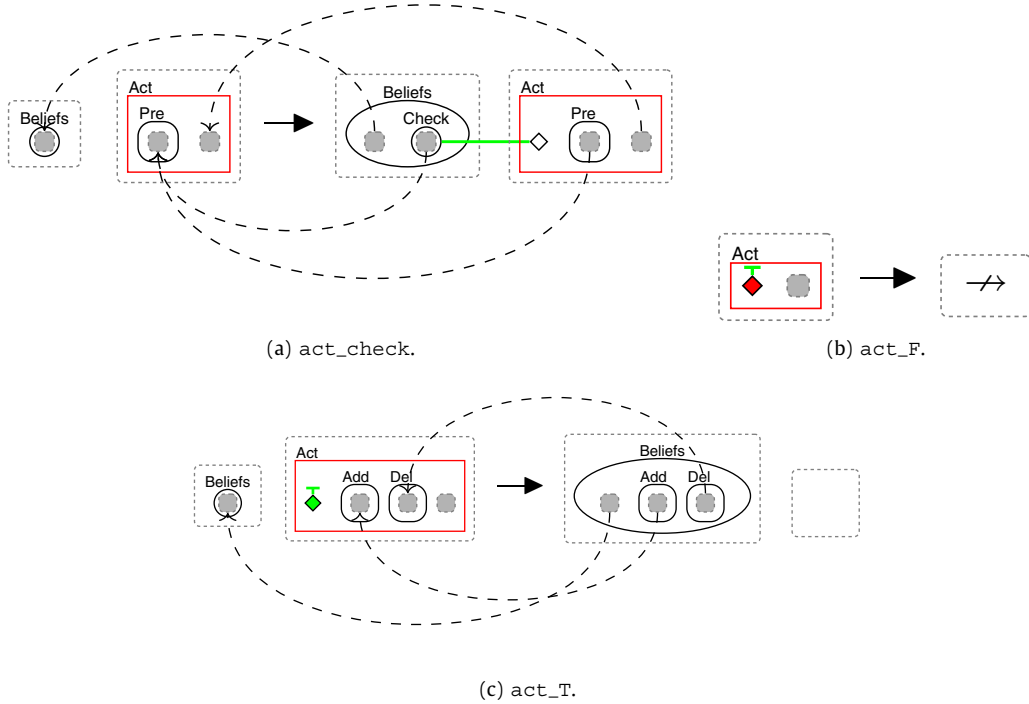 Beliefs
Act
Pre
Beliefs
Check
Act
Pre
(a) act_check.
Act
(b) act_F.
Beliefs
Act
Add
Del
Beliefs
Add
Del
(c) act_T.